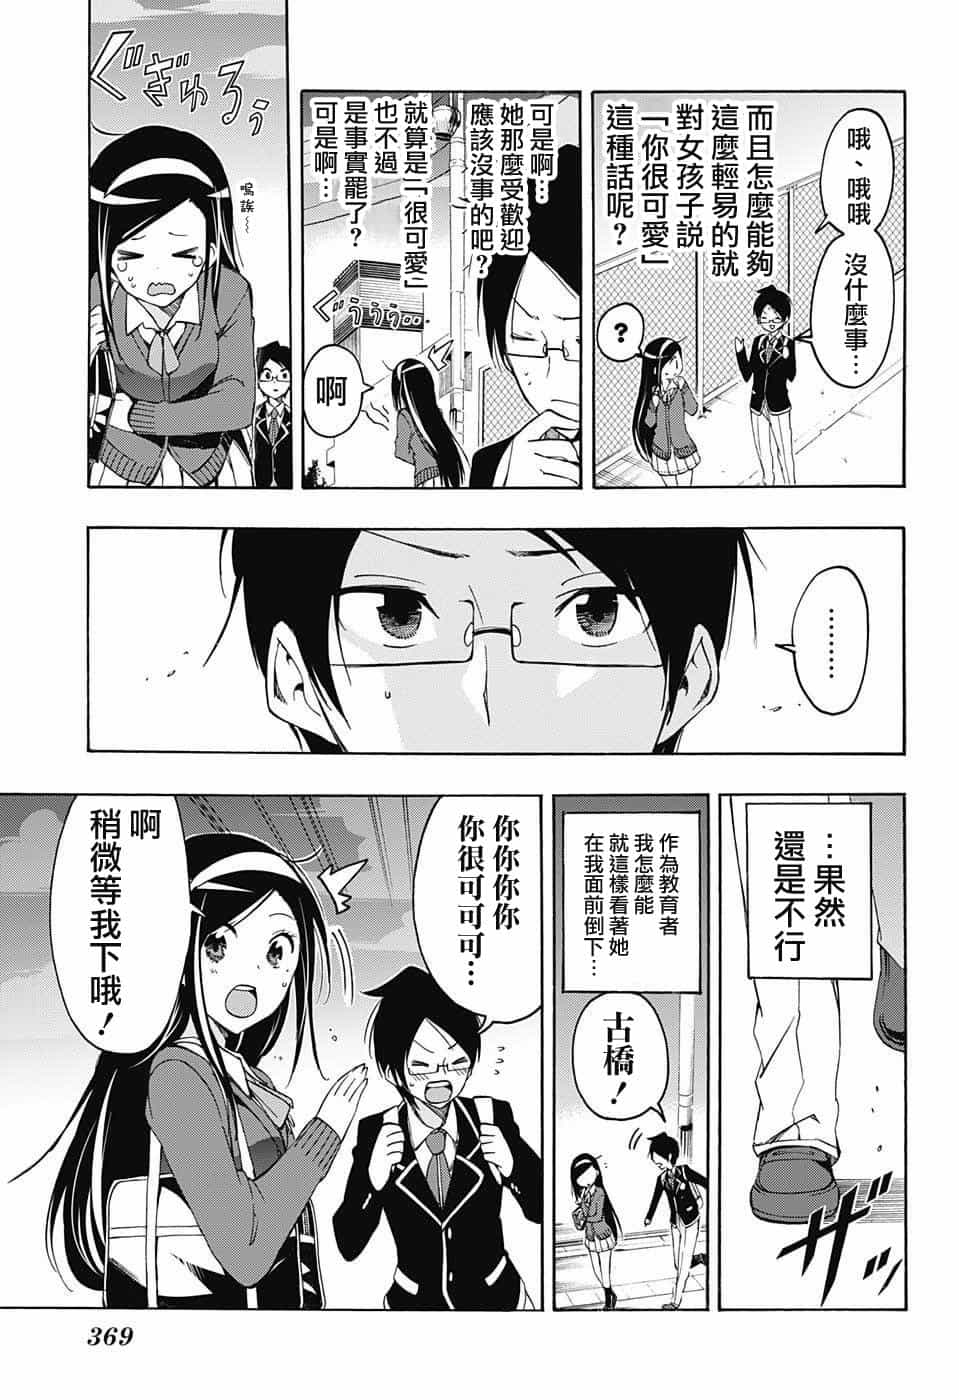 哦、哦哦
沒什麼事…
而且怎麼能夠
這麼輕易的就
對女孩子說
「你很可愛」
這種話呢？
？
可是啊…
她那麼受歡迎
應該沒事的吧？
就算是「很可愛」
也不過
是事實罷了？
可是啊…
ぐぅぅぅ
啊
ぐぎゅるぅ
嗚誒～
………
…果然
還是不行
ザッ
作為教育者
我怎麼能
就這樣看著她
在我面前倒下…
古橋！
你你你你
你很可可可…
啊
稍微等我下哦！
369